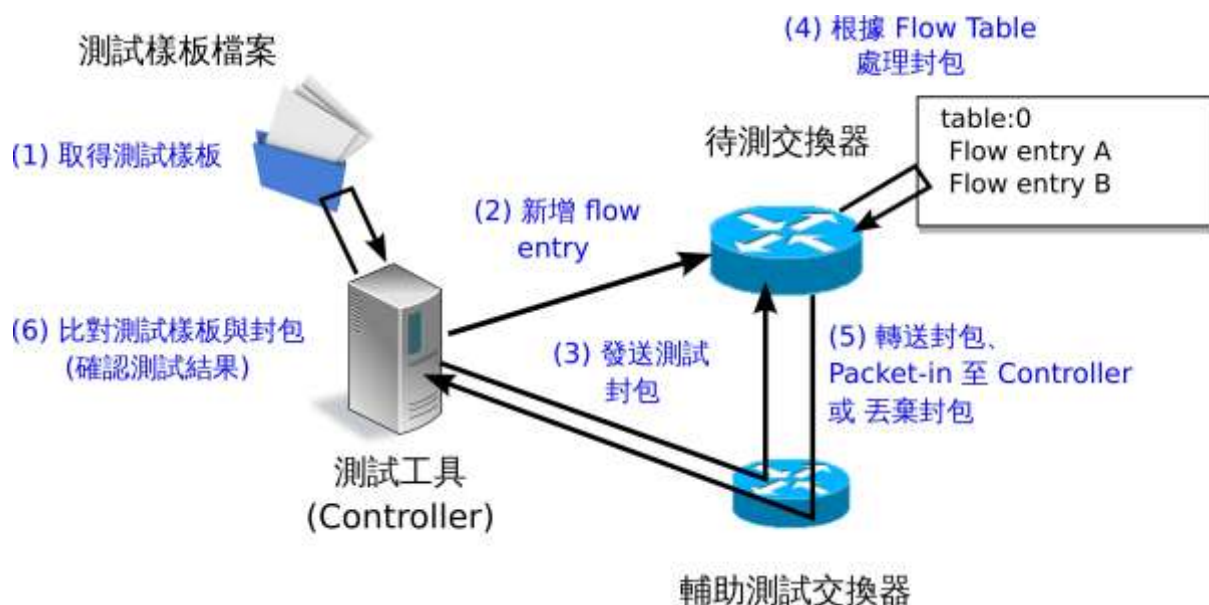 測試樣板檔案
(1) 取得測試樣板
(2) 新增 flow
entry
(4) 根據 Flow Table
處理封包
待測交換器
table:0
Flow entry A
Flow entry B
(6) 比對測試樣板與封包
(確認測試結果)
(3) 發送測試
封包
(5) 轉送封包、
Packet-in 至 Controller
或 丟棄封包
測試工具
(Controller)
輔助測試交換器